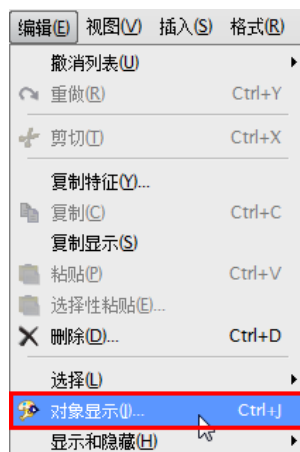 编辑(E) 视图(V) 插入(S) 格式(R)
撤消列表(U)
重做(R) Ctrl+Y
剪切(T) Ctrl+X
复制特征(Y)...
复制(C) Ctrl+C
复制显示(S)
粘贴(P) Ctrl+V
选择性粘贴(E)...
删除(D)... Ctrl+D
选择(L)
对象显示(J)... Ctrl+J
显示和隐藏(H)